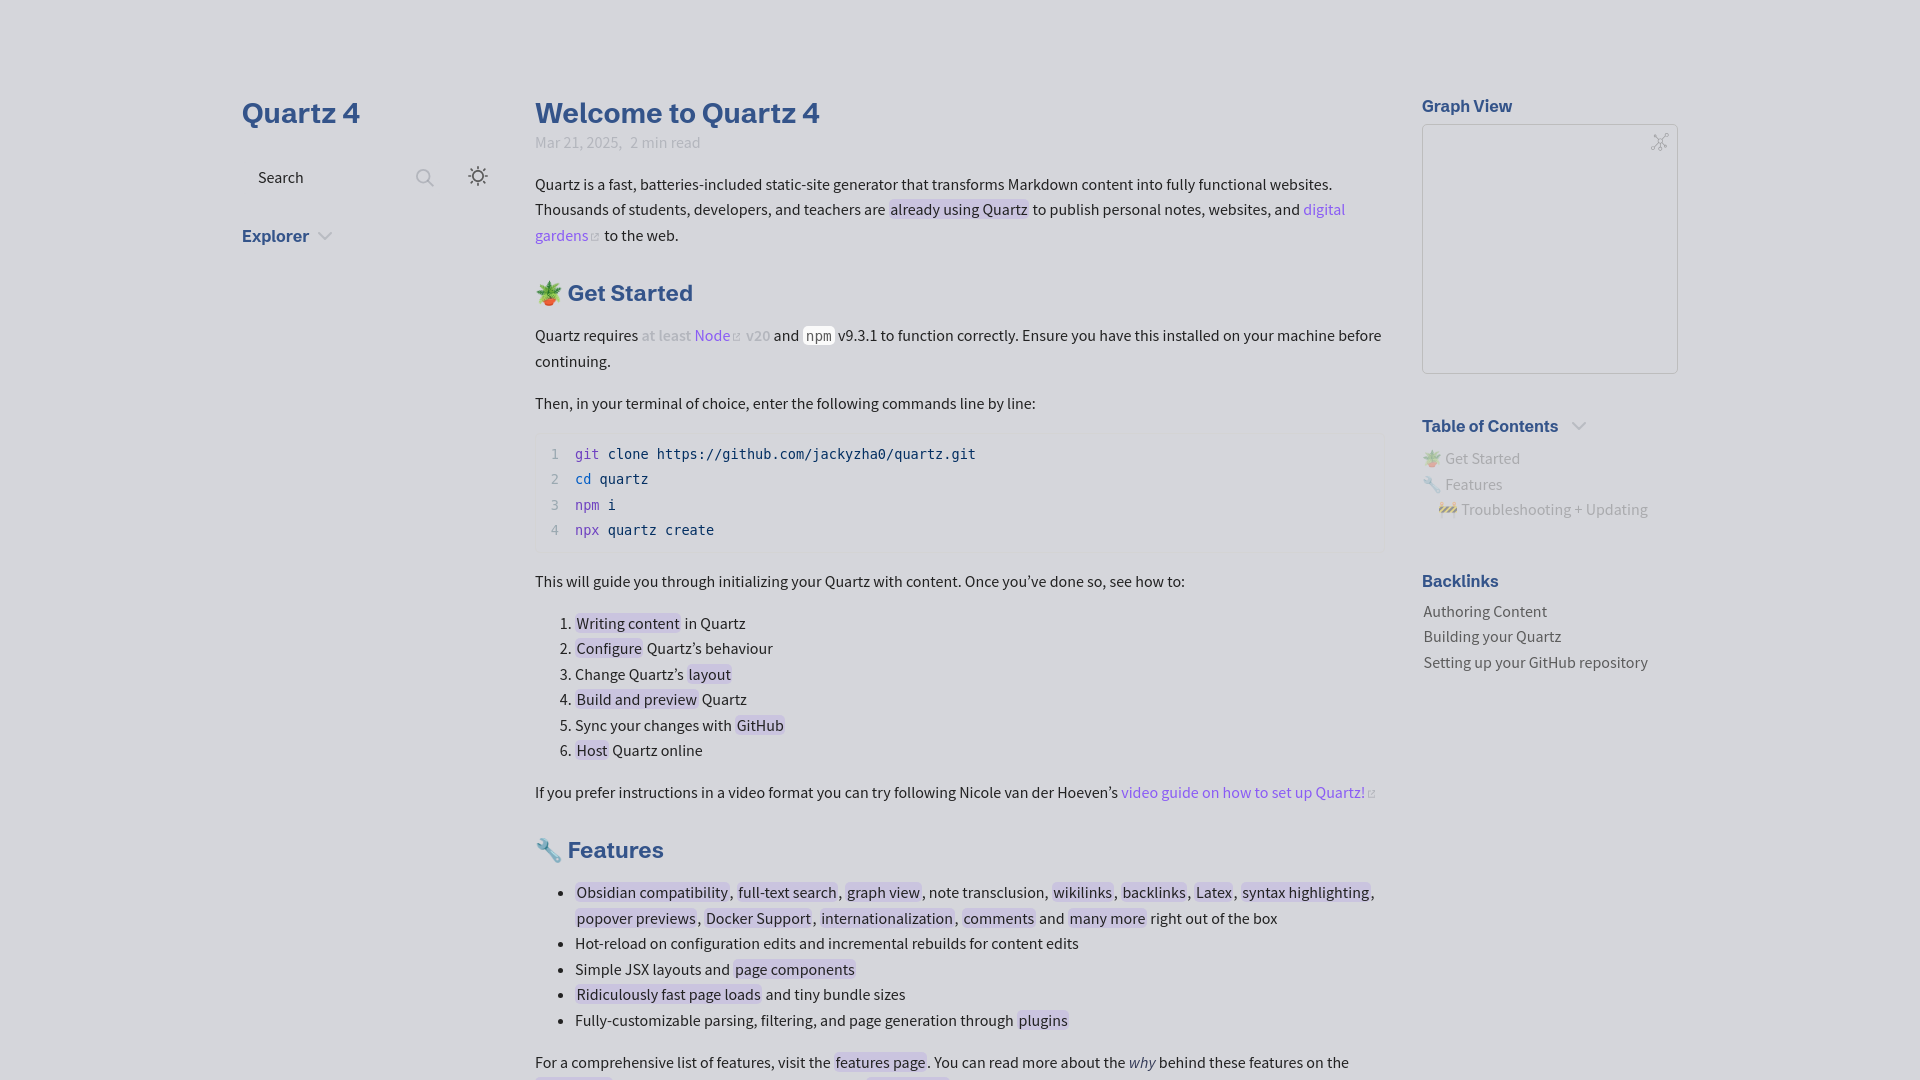 Quartz 4
Search
Explorer
Welcome to Quartz 4
Mar 21, 2025, 2 min read
Quartz is a fast, batteries-included static-site generator that transforms Markdown content into fully functional websites.
Thousands of students, developers, and teachers are already using Quartz to publish personal notes, websites, and digital
gardens to the web.
🪴 Get Started
Quartz requires at least Node v20 and npm v9.3.1 to function correctly. Ensure you have this installed on your machine before
continuing.
Then, in your terminal of choice, enter the following commands line by line:
1 git clone https://github.com/jackyzha0/quartz.git
2 cd quartz
3 npm i
4 npx quartz create
This will guide you through initializing your Quartz with content. Once you’ve done so, see how to:
1. Writing content in Quartz
2. Configure Quartz’s behaviour
3. Change Quartz’s layout
4. Build and preview Quartz
5. Sync your changes with GitHub
6. Host Quartz online
If you prefer instructions in a video format you can try following Nicole van der Hoeven’s video guide on how to set up Quartz!
🔧 Features
• Obsidian compatibility, full-text search, graph view, note transclusion, wikilinks, backlinks, Latex, syntax highlighting,
popover previews, Docker Support, internationalization, comments and many more right out of the box
• Hot-reload on configuration edits and incremental rebuilds for content edits
• Simple JSX layouts and page components
• Ridiculously fast page loads and tiny bundle sizes
• Fully-customizable parsing, filtering, and page generation through plugins
For a comprehensive list of features, visit the features page. You can read more about the why behind these features on the
Graph View
Table of Contents
🪴 Get Started
🔧 Features
🚧 Troubleshooting + Updating
Backlinks
Authoring Content
Building your Quartz
Setting up your GitHub repository